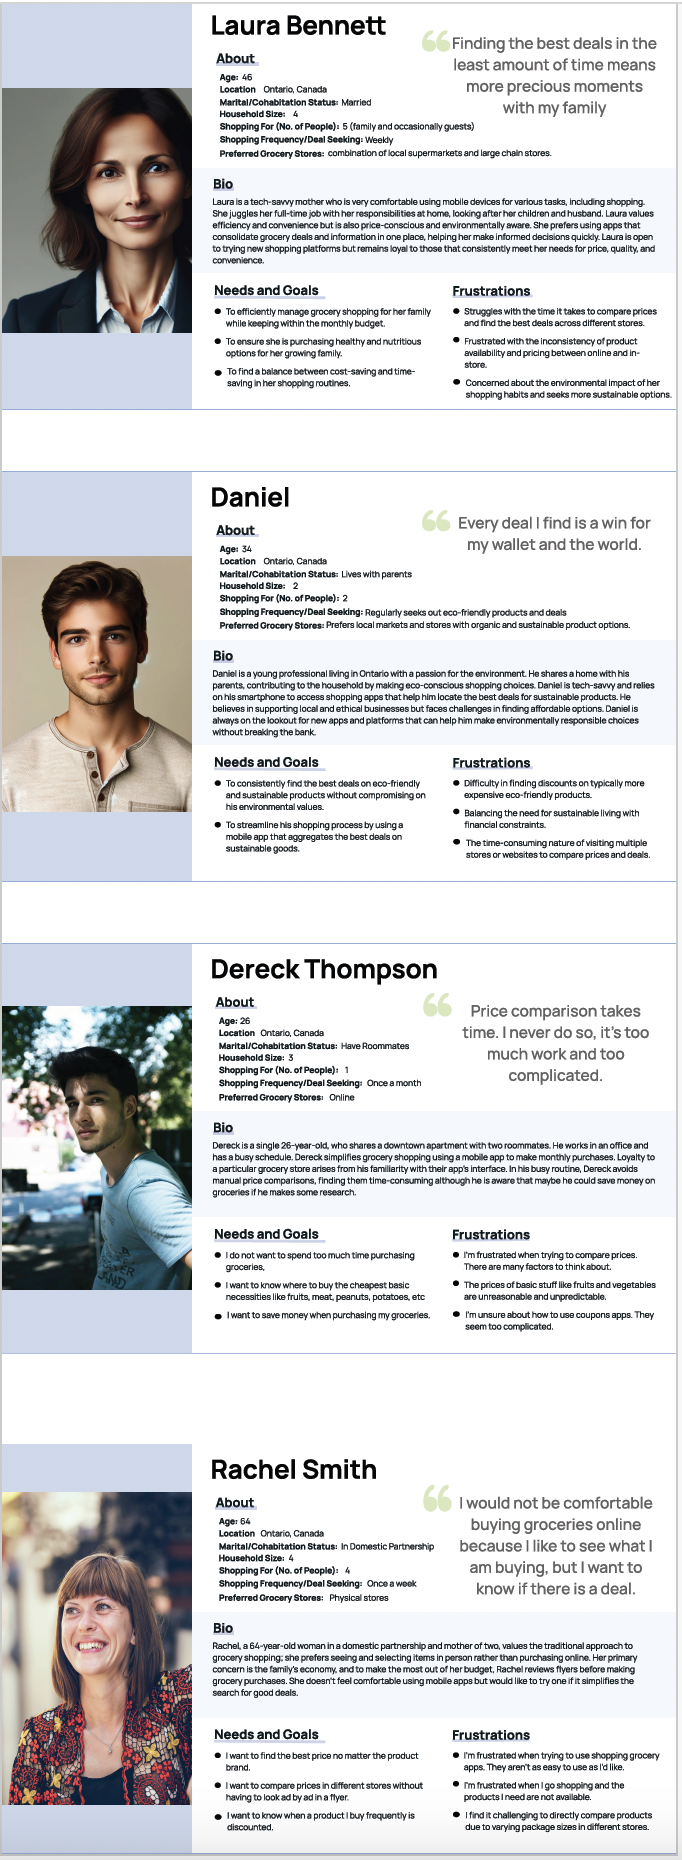 Laura Bennett
About
Age: 46
Location Ontario, Canada
Marital/Cohabitation Status: Married
Household Size: 4
Shopping For (No. of People): 5 (family and occasionally guests)
Shopping Frequency/Deal Seeking: Weekly
Preferred Grocery Stores: combination of local supermarkets and large chain stores.
“Finding the best deals in the
least amount of time means
more precious moments
with my family
Bio
Laura is a tech-savvy mother who is very comfortable using mobile devices for various tasks, including shopping.
She juggles her full-time job with her responsibilities at home, looking after her children and husband. Laura values
efficiency and convenience but is also price-conscious and environmentally aware. She prefers using apps that
consolidate grocery deals and information in one place, helping her make informed decisions quickly. Laura is open
to trying new shopping platforms but remains loyal to those that consistently meet her needs for price, quality, and
convenience.
Needs and Goals
• To efficiently manage grocery shopping for her family
while keeping within the monthly budget.
• To ensure she is purchasing healthy and nutritious
options for her growing family.
• To find a balance between cost-saving and time-
saving in her shopping routines.
Frustrations
• Struggles with the time it takes to compare prices
and find the best deals across different stores.
• Frustrated with the inconsistency of product
availability and pricing between online and in-
store.
• Concerned about the environmental impact of her
shopping habits and seeks more sustainable options.
Daniel
About
Age: 34
Location Ontario, Canada
Marital/Cohabitation Status: Lives with parents
Household Size: 2
Shopping For (No. of People): 2
Shopping Frequency/Deal Seeking: Regularly seeks out eco-friendly products and deals
Preferred Grocery Stores: Prefers local markets and stores with organic and sustainable product options.
“Every deal I find is a win for
my wallet and the world.
Bio
Daniel is a young professional living in Ontario with a passion for the environment. He shares a home with his
parents, contributing to the household by making eco-conscious shopping choices. Daniel is tech-savvy and relies
on his smartphone to access shopping apps that help him locate the best deals for sustainable products. He
believes in supporting local and ethical businesses but faces challenges in finding affordable options. Daniel is
always on the lookout for new apps and platforms that can help him make environmentally responsible choices
without breaking the bank.
Needs and Goals
• To consistently find the best deals on eco-friendly
and sustainable products without compromising on
his environmental values.
• To streamline his shopping process by using a
mobile app that aggregates the best deals on
sustainable goods.
Frustrations
• Difficulty in finding discounts on typically more
expensive eco-friendly products.
• Balancing the need for sustainable living with
financial constraints.
• The time-consuming nature of visiting multiple
stores or websites to compare prices and deals.
Dereck Thompson
About
Age: 26
Location Ontario, Canada
Marital/Cohabitation Status: Have Roommates
Household Size: 3
Shopping For (No. of People): 1
Shopping Frequency/Deal Seeking: Once a month
Preferred Grocery Stores: Online
“Price comparison takes
time. I never do so, it's too
much work and too
complicated.
Bio
Dereck is a single 26-year-old, who shares a downtown apartment with two roommates. He works in an office and
has a busy schedule. Dereck simplifies grocery shopping using a mobile app to make monthly purchases. Loyalty to
a particular grocery store arises from his familiarity with their app's interface. In his busy routine, Dereck avoids
manual price comparisons, finding them time-consuming although he is aware that maybe he could save money on
groceries if he makes some research.
Needs and Goals
• I do not want to spend too much time purchasing
groceries,
• I want to know where to buy the cheapest basic
necessities like fruits, meat, peanuts, potatoes, etc
• I want to save money when purchasing my groceries.
Frustrations
• I'm frustrated when trying to compare prices.
There are many factors to think about.
• The prices of basic stuff like fruits and vegetables
are unreasonable and unpredictable.
• I'm unsure about how to use coupons apps. They
seem too complicated.
Rachel Smith
About
Age: 64
Location Ontario, Canada
Marital/Cohabitation Status: In Domestic Partnership
Household Size: 4
Shopping For (No. of People): 4
Shopping Frequency/Deal Seeking: Once a week
Preferred Grocery Stores: Physical stores
“I would not be comfortable
buying groceries online
because I like to see what I
am buying, but I want to
know if there is a deal.
Bio
Rachel, a 64-year-old woman in a domestic partnership and mother of two, values the traditional approach to
grocery shopping; she prefers seeing and selecting items in person rather than purchasing online. Her primary
concern is the family's economy, and to make the most out of her budget, Rachel reviews flyers before making
grocery purchases. She doesn't feel comfortable using mobile apps but would like to try one if it simplifies the
search for good deals.
Needs and Goals
• I want to find the best price no matter the product
brand.
• I want to compare prices in different stores without
having to look ad by ad in a flyer.
• I want to know when a product I buy frequently is
discounted.
Frustrations
• I'm frustrated when trying to use shopping grocery
apps. They aren't as easy to use as I'd like.
• I'm frustrated when I go shopping and the
products I need are not available.
• I find it challenging to directly compare products
due to varying package sizes in different stores.